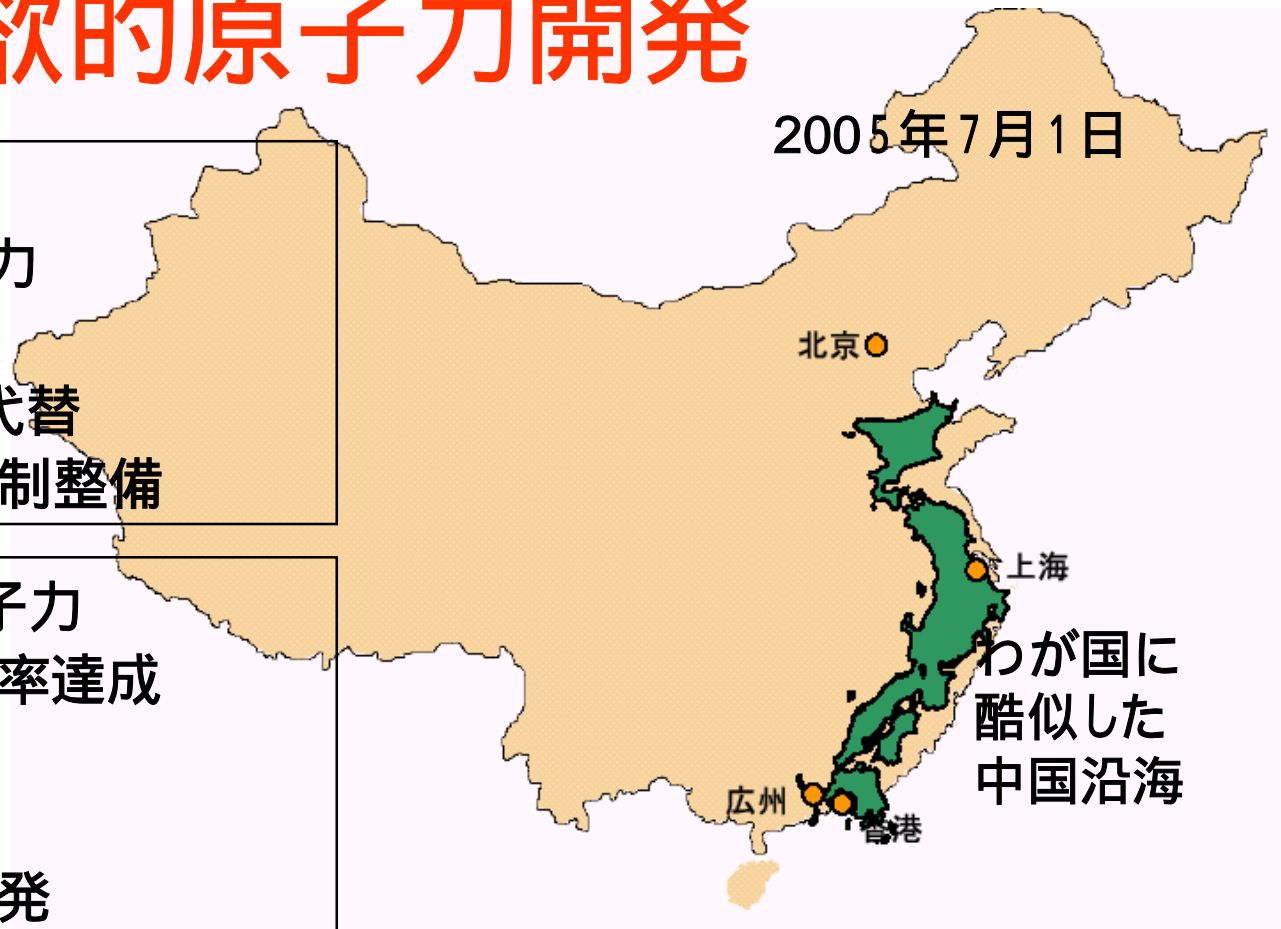 欲的原子力開発
2005年7月1日
力
代替
制整備
子力
率達成
発
北京
上海
わが国に
酷似した
中国沿海
広州
香港